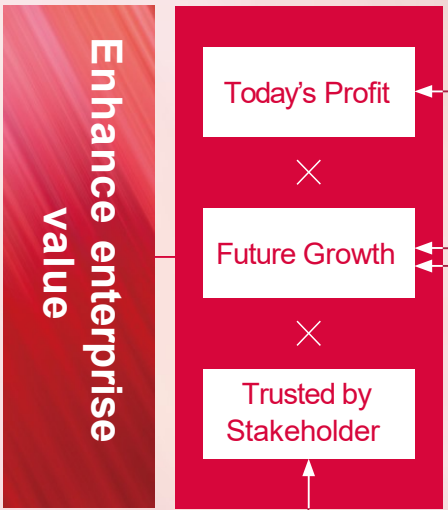 Enhance enterprise
value
Today's Profit
×
Future Growth
×
Trusted by
Stakeholder